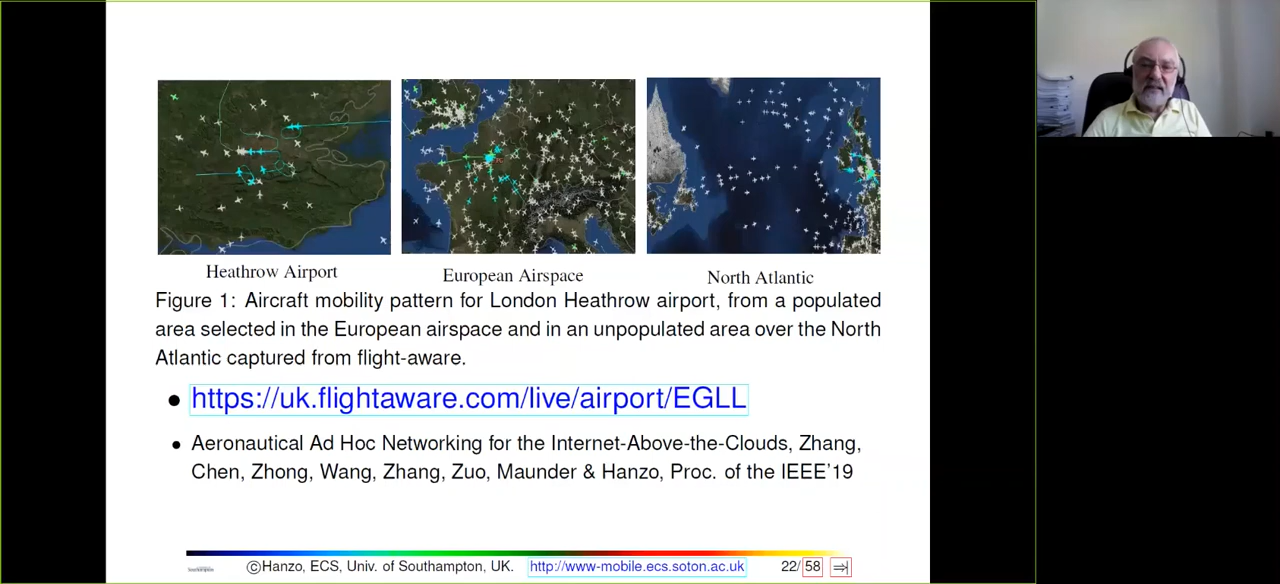 Heathrow Airport
European Airspace
North Atlantic
Figure 1: Aircraft mobility pattern for London Heathrow airport, from a populated
area selected in the European airspace and in an unpopulated area over the North
Atlantic captured from flight-aware.
• https://uk.flightaware.com/live/airport/EGLL
• Aeronautical Ad Hoc Networking for the Internet-Above-the-Clouds, Zhang,
Chen, Zhong, Wang, Zhang, Zuo, Maunder & Hanzo, Proc. of the IEEE'19
Southampton
©Hanzo, ECS, Univ. of Southampton, UK. http://www-mobile.ecs.soton.ac.uk 22/58